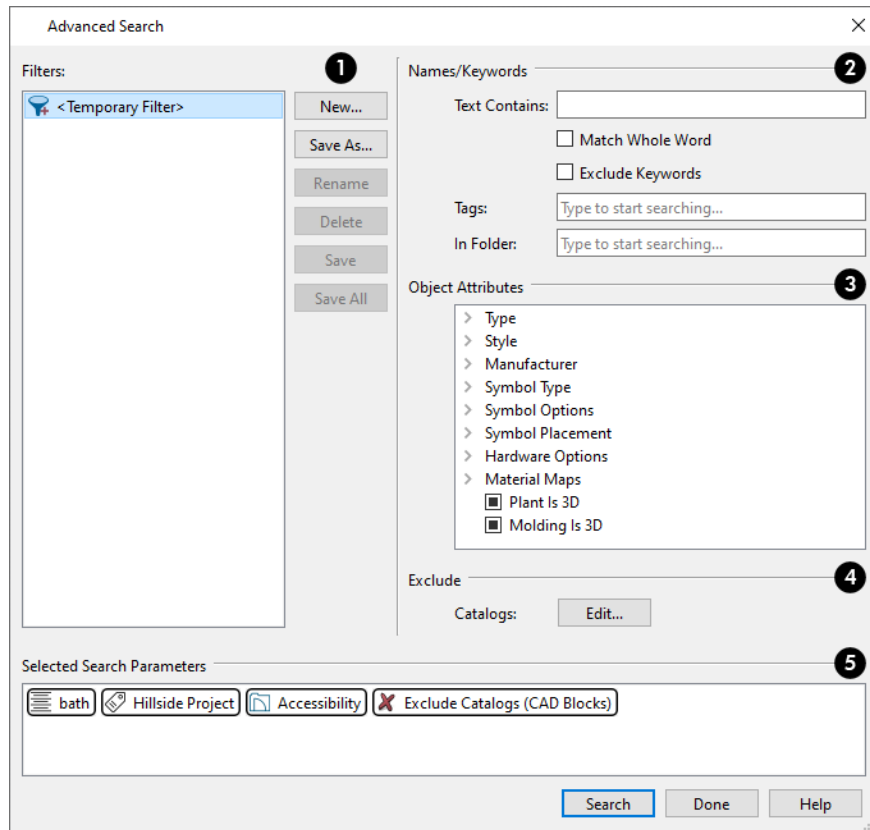 Advanced Search
Filters:
1
<Temporary Filter>
New...
Save As...
Rename
Delete
Save
Save All
Names/Keywords
2
Text Contains:
Match Whole Word
Exclude Keywords
Tags: Type to start searching...
In Folder: Type to start searching...
Object Attributes
3
Type
Style
Manufacturer
Symbol Type
Symbol Options
Symbol Placement
Hardware Options
Material Maps
Plant Is 3D
Molding Is 3D
Exclude
4
Catalogs: Edit...
Selected Search Parameters
5
bath Hillside Project Accessibility Exclude Catalogs (CAD Blocks)
Search Done Help